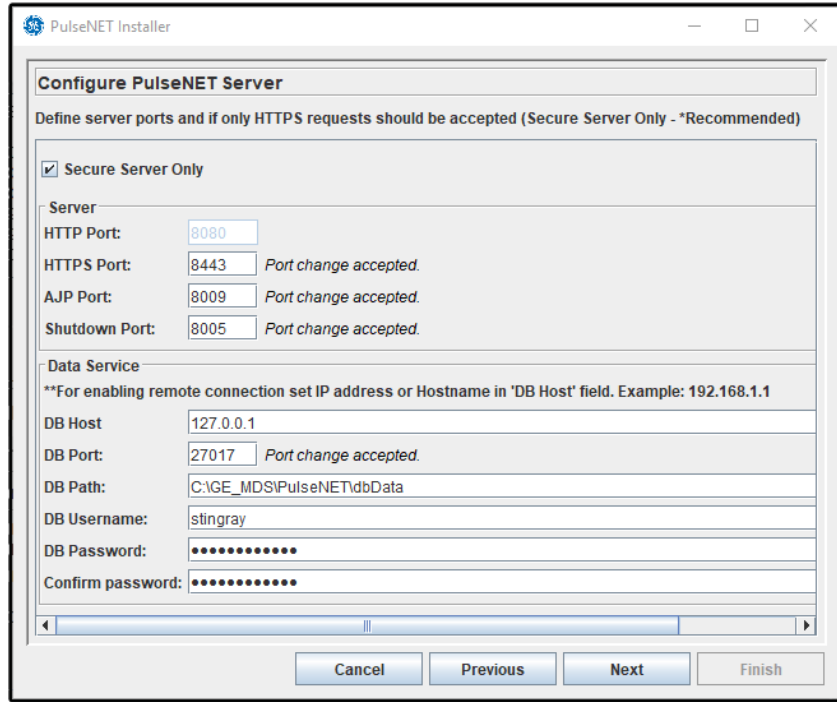 PulseNET Installer
Configure PulseNET Server
Define server ports and if only HTTPS requests should be accepted (Secure Server Only - *Recommended)
Secure Server Only
Server
HTTP Port: 8080
HTTPS Port: 8443 Port change accepted.
AJP Port: 8009 Port change accepted.
Shutdown Port: 8005 Port change accepted.
Data Service
**For enabling remote connection set IP address or Hostname in 'DB Host' field. Example: 192.168.1.1
DB Host 127.0.0.1
DB Port: 27017 Port change accepted.
DB Path: C:\GE_MDS\PulseNET\dbData
DB Username: stingray
DB Password: ••••••••••••
Confirm password: ••••••••••••
Cancel Previous Next Finish